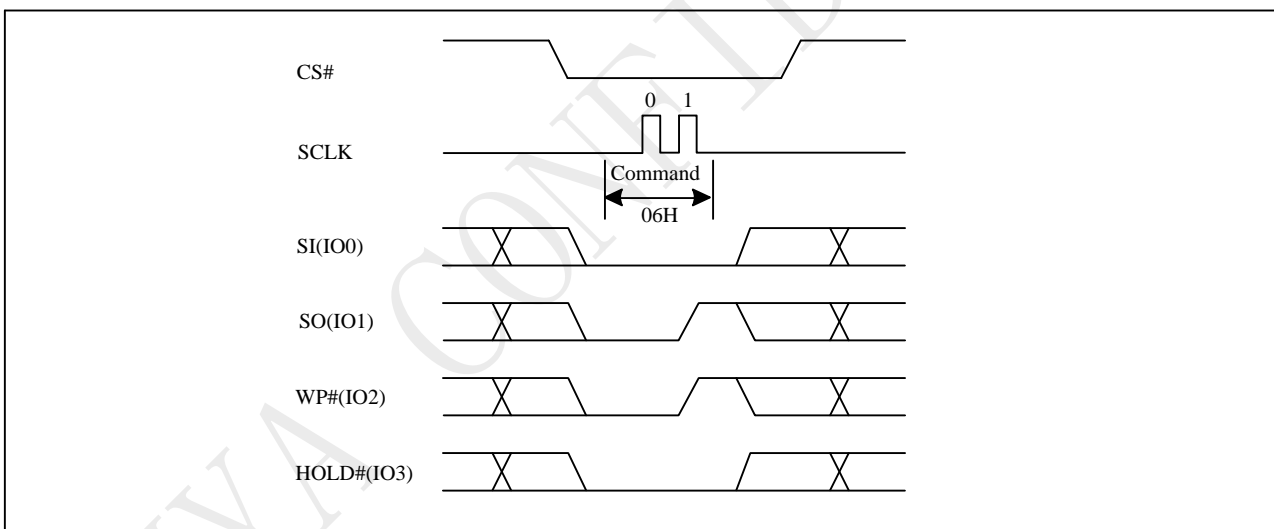 CS#
0 1
SCLK
Command
06H
SI(IO0)
SO(IO1)
WP#(IO2)
HOLD#(IO3)